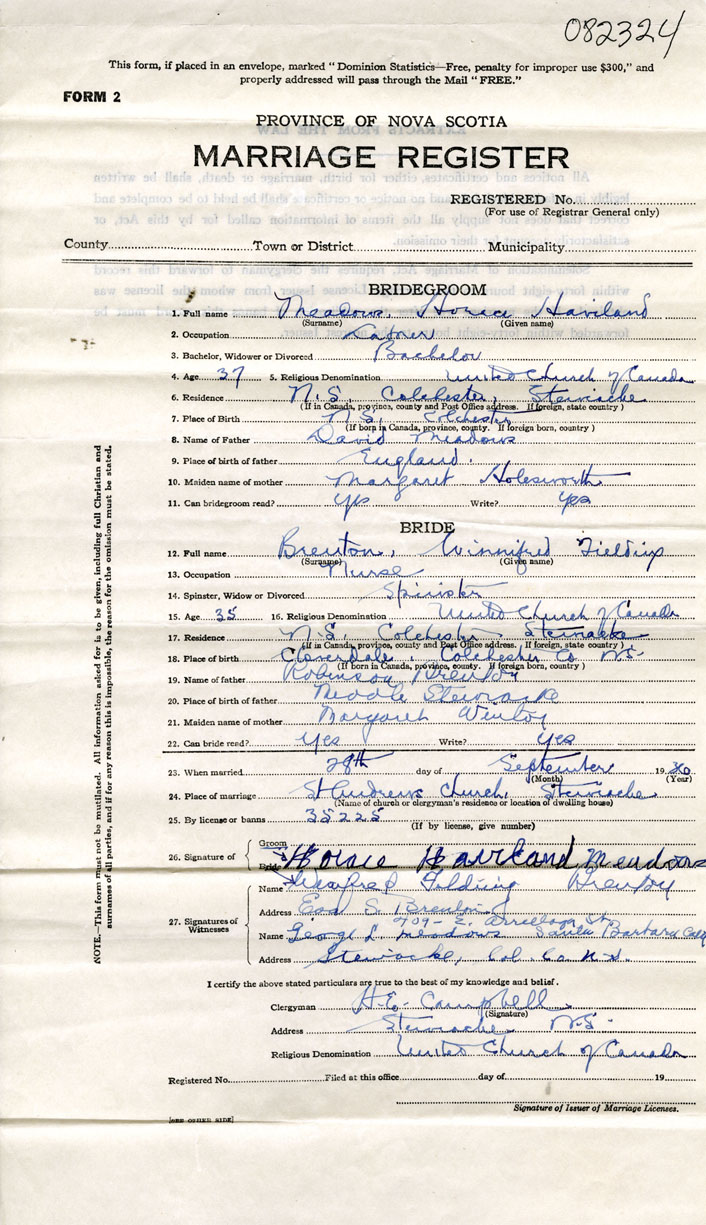 082324
This form, if placed in an envelope, marked "Dominion Statistics—Free, penalty for improper use $300," and
properly addressed will pass through the Mail "FREE."
FORM 2
PROVINCE OF NOVA SCOTIA
MARRIAGE REGISTER
REGISTERED No.
(For use of Registrar General only)
County Town or District Municipality
BRIDEGROOM
1. Full name Meadows, Horace Haviland
(Surname) (Given name)
2. Occupation Laborer
3. Bachelor, Widower or Divorced Bachelor
4. Age 37 5. Religious Denomination United Church of Canada
6. Residence N.S. Colchester, Stewiacke
(If in Canada, province, county and Post Office address. If foreign, state country)
7. Place of Birth N.S. Colchester
(If born in Canada, province, county. If foreign born, country)
8. Name of Father David Meadows
9. Place of birth of father England.
10. Maiden name of mother Margaret Holesworth
11. Can bridegroom read? yes Write? Yes
BRIDE
12. Full name Brenton, Winnifred
(Surname) (Given name)
13. Occupation Nurse
14. Spinster, Widow or Divorced Spinister
15. Age 35 16. Religious Denomination United Church of Canada
17. Residence N.S. Colchester Stewiacke
(If in Canada, province, county and Post Office address. If foreign, state country)
18. Place of birth Cloverdale, Colchester Co NS.
(If born in Canada, province, county. If foreign born, country)
19. Name of father Robinson Brenton
20. Place of birth of father Middle Stewiacke
21. Maiden name of mother Margaret
22. Can bride read? Yes Write? Yes
23. When married 28th day of September 19
(Month) (Year)
24. Place of marriage St Andrews Church, Stewiacke
(Name of church or clergyman's residence or location of dwelling house)
25. By license or banns 35225
(If by license, give number)
26. Signature of Groom Horace Haviland Meadows
Bride Brenton
27. Signatures of Witnesses
Name S. Brenton
Address 709- E. St Santa Barbara
Name George L. Meadows
Address Stewiacke, Col. Co N.S.
I certify the above stated particulars are true to the best of my knowledge and belief.
Clergyman H.E. Campbell
(Signature)
Address Stewiacke N.S.
Religious Denomination United Church of Canada
Registered No. Filed at this office day of 19
Signature of Issuer of Marriage Licenses.
[SEE OTHER SIDE]
NOTE.—This form must not be mutilated. All information asked for is to be given, including full Christian and
surnames of all parties, and if for any reason this is impossible, the reason for the omission must be stated.